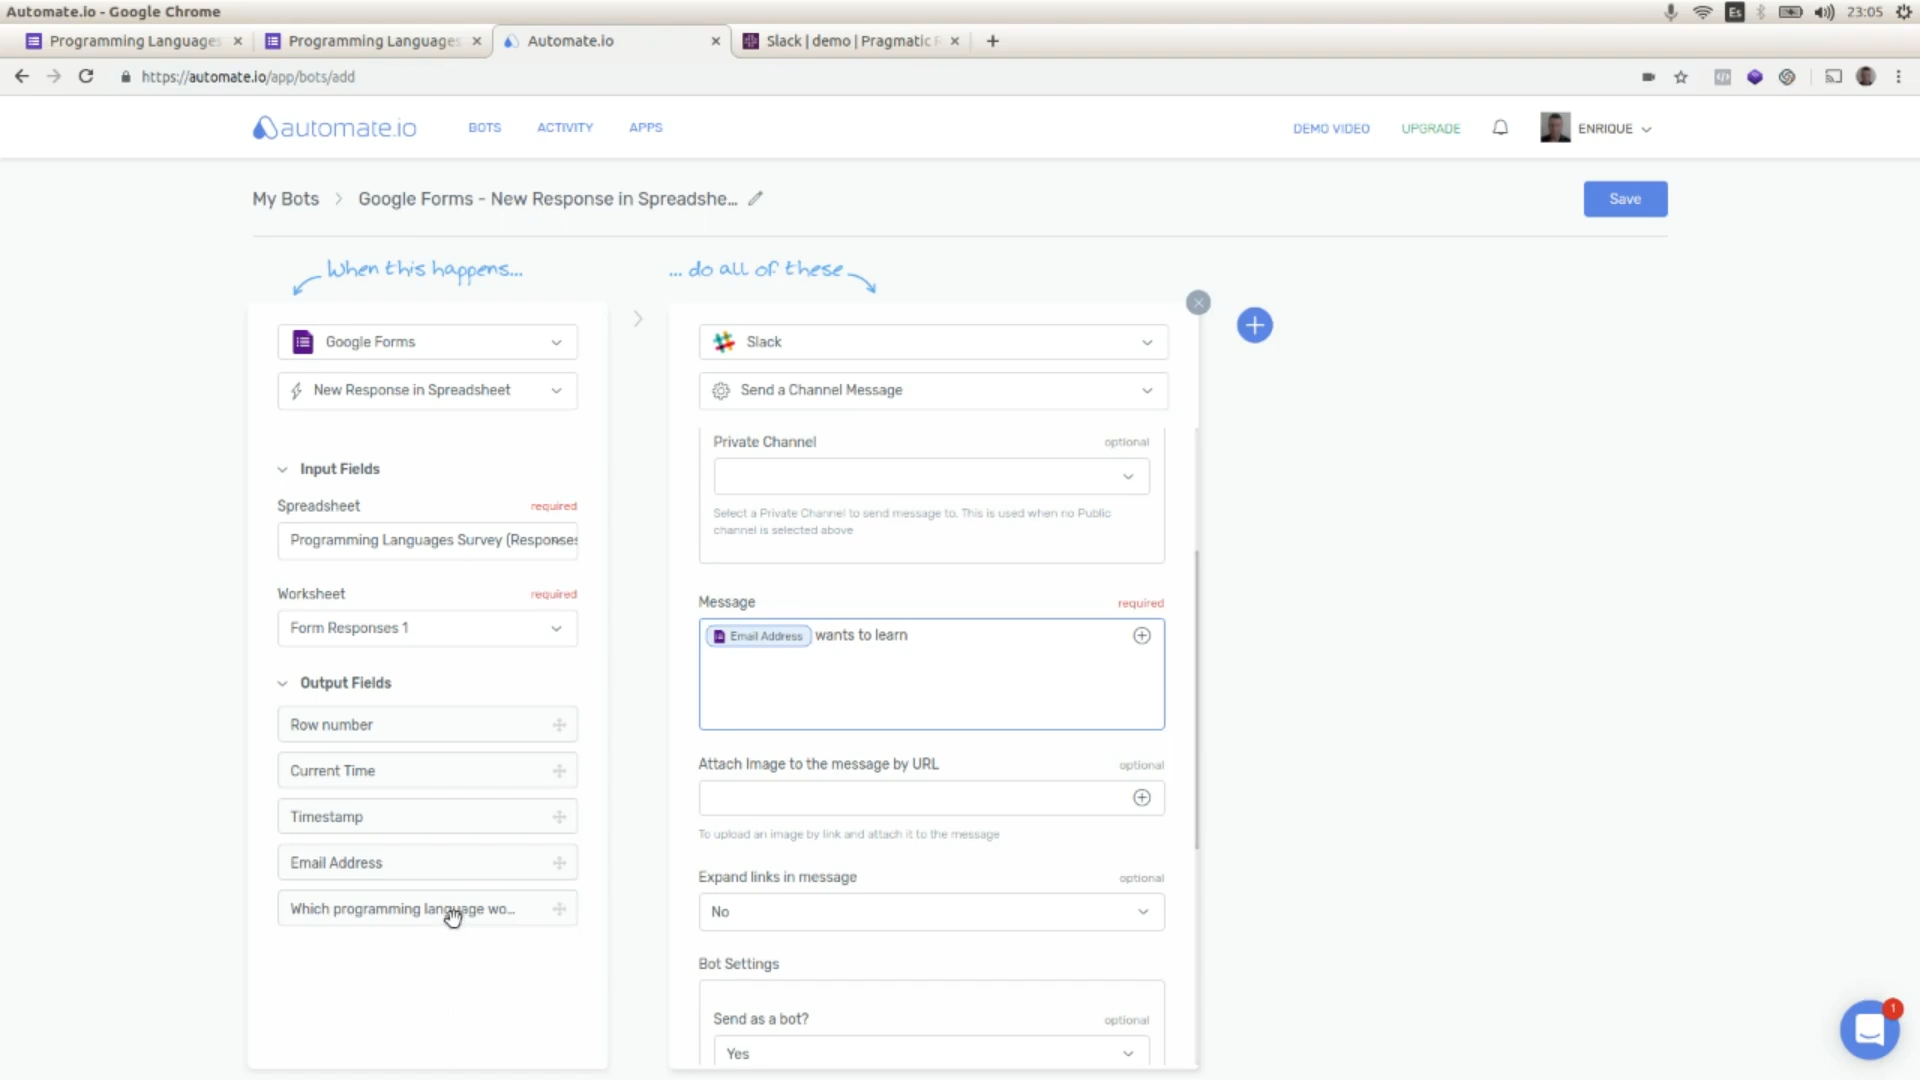 Automate.io - Google Chrome
Es
23:05
Programming Languages
Programming Languages
Automate.io
Slack | demo | Pragmatic
https://automate.io/app/bots/add
automate.io
BOTS
ACTIVITY
APPS
DEMO VIDEO
UPGRADE
ENRIQUE
My Bots
Google Forms - New Response in Spreadshe...
Save
When this happens...
... do all of these
Google Forms
New Response in Spreadsheet
Input Fields
Spreadsheet
required
Programming Languages Survey (Responses
Worksheet
required
Form Responses 1
Output Fields
Row number
Current Time
Timestamp
Email Address
Which programming language wo...
Slack
Send a Channel Message
Private Channel
optional
Select a Private Channel to send message to. This is used when no Public
channel is selected above
Message
required
Email Address wants to learn
Attach Image to the message by URL
optional
To upload an image by link and attach it to the message
Expand links in message
optional
No
Bot Settings
Send as a bot?
optional
Yes
1